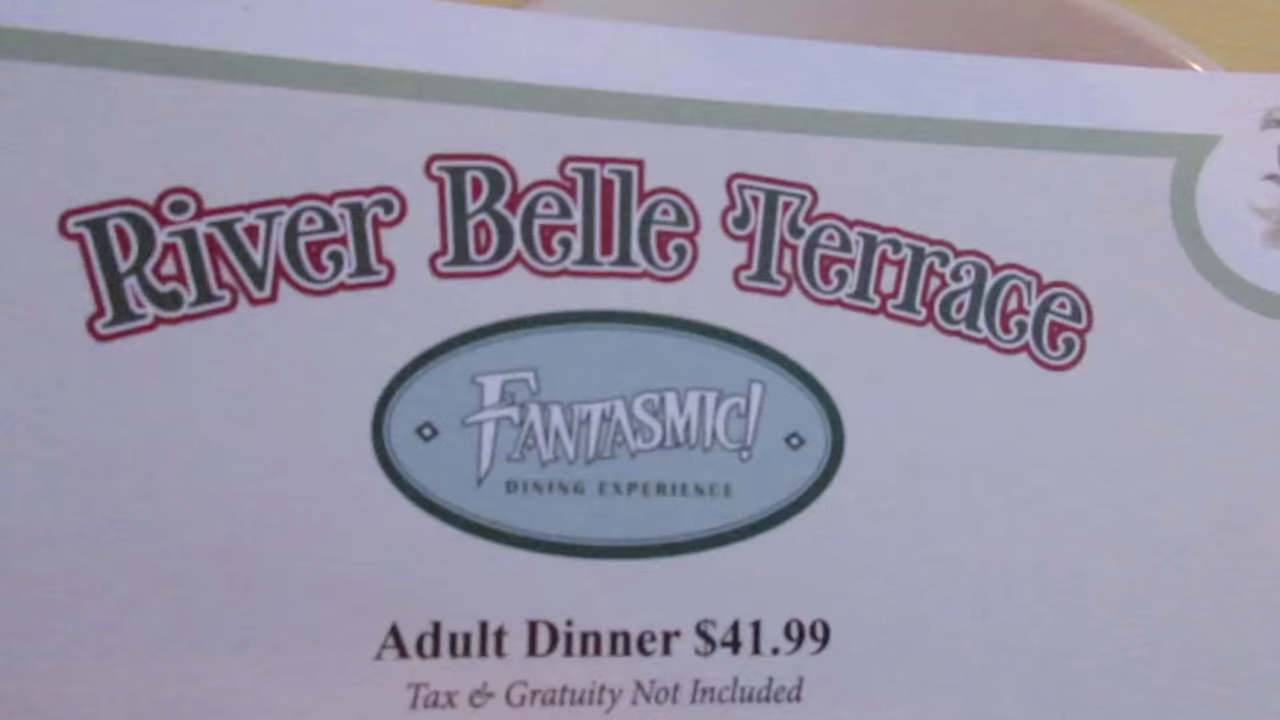 River Belle Terrace
FANTASMIC!
DINING EXPERIENCE
Adult Dinner $41.99
Tax & Gratuity Not Included